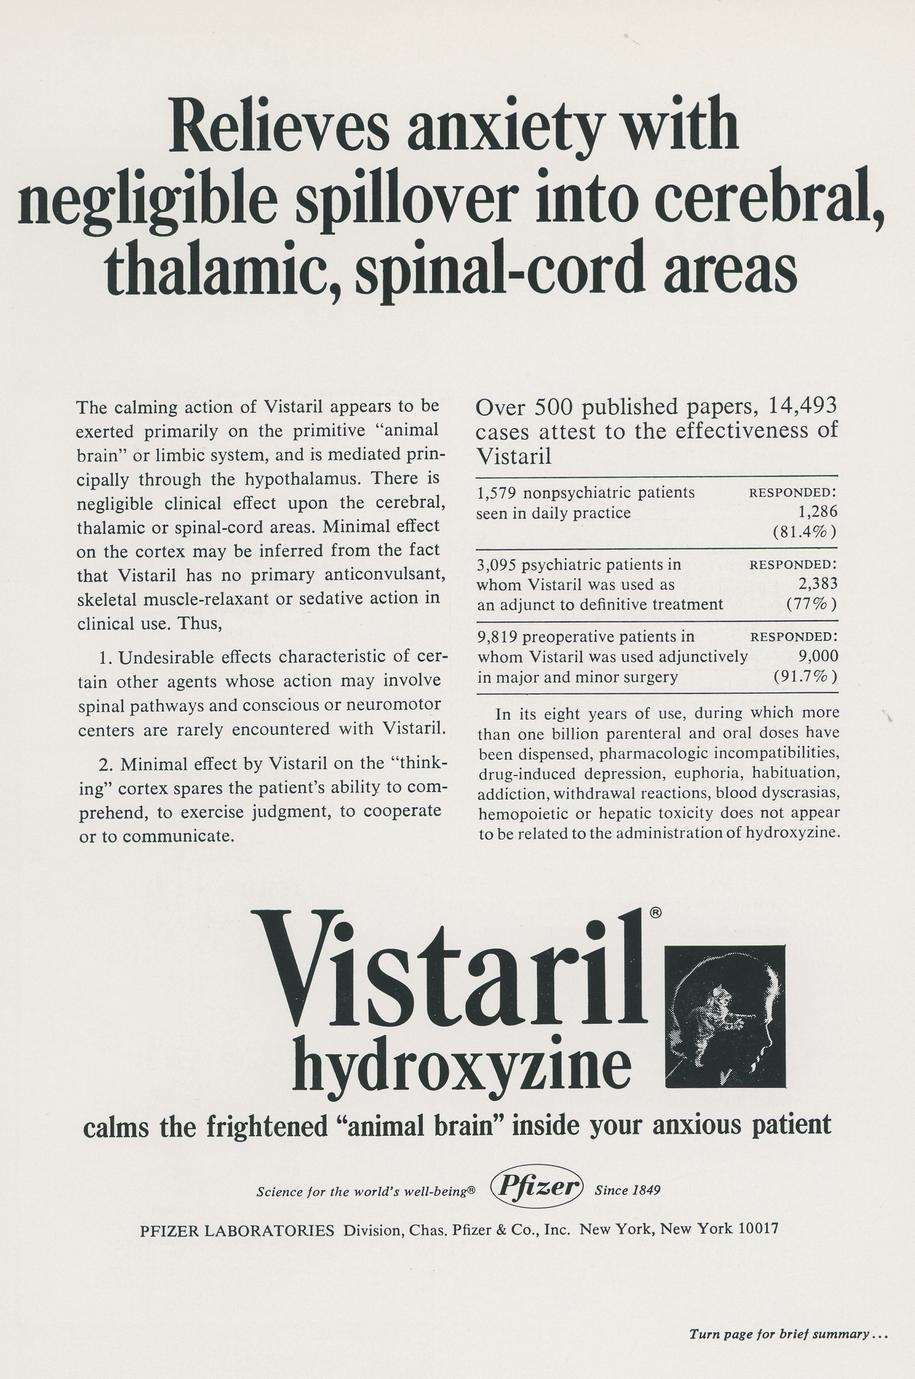 Relieves anxiety with
negligible spillover into cerebral,
thalamic, spinal-cord areas
The calming action of Vistaril appears to be
exerted primarily on the primitive “animal
brain” or limbic system, and is mediated prin-
cipally through the hypothalamus. There is
negligible clinical effect upon the cerebral,
thalamic or spinal-cord areas. Minimal effect
on the cortex may be inferred from the fact
that Vistaril has no primary anticonvulsant,
skeletal muscle-relaxant or sedative action in
clinical use. Thus,
1. Undesirable effects characteristic of cer-
tain other agents whose action may involve
spinal pathways and conscious or neuromotor
centers are rarely encountered with Vistaril.
2. Minimal effect by Vistaril on the “think-
ing” cortex spares the patient’s ability to com-
prehend, to exercise judgment, to cooperate
or to communicate.
Over 500 published papers, 14,493
cases attest to the effectiveness of
Vistaril
1,579 nonpsychiatric patients RESPONDED:
seen in daily practice 1,286
(81.4%)
3,095 psychiatric patients in RESPONDED:
whom Vistaril was used as 2,383
an adjunct to definitive treatment (77%)
9,819 preoperative patients in RESPONDED:
whom Vistaril was used adjunctively 9,000
in major and minor surgery (91.7%)
In its eight years of use, during which more
than one billion parenteral and oral doses have
been dispensed, pharmacologic incompatibilities,
drug-induced depression, euphoria, habituation,
addiction, withdrawal reactions, blood dyscrasias,
hemopoietic or hepatic toxicity does not appear
to be related to the administration of hydroxyzine.
Vistaril®
hydroxyzine
calms the frightened “animal brain” inside your anxious patient
Science for the world’s well-being® Pfizer Since 1849
PFIZER LABORATORIES Division, Chas. Pfizer & Co., Inc. New York, New York 10017
Turn page for brief summary...